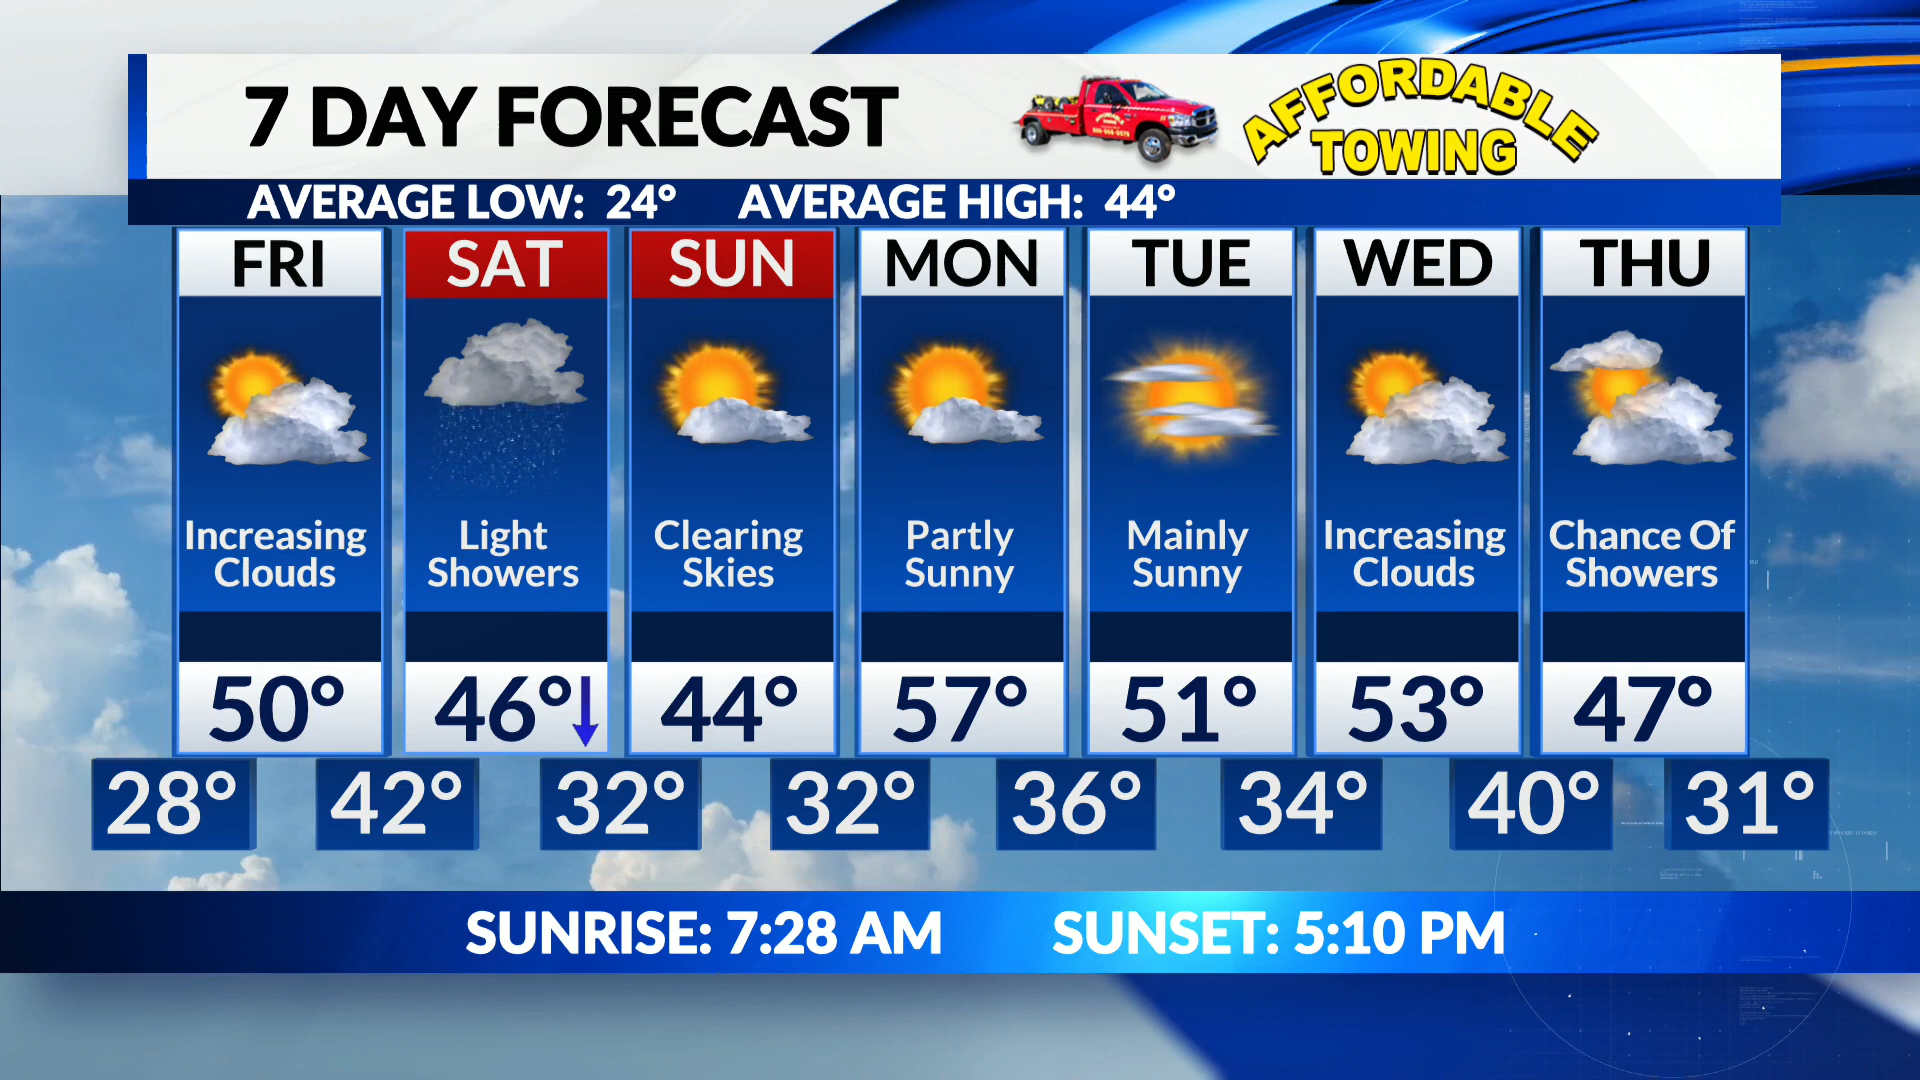 7 DAY FORECAST
AFFORDABLE
TOWING
AVERAGE LOW: 24° AVERAGE HIGH: 44°
FRI SAT SUN MON TUE WED THU
Increasing Light Clearing Partly Mainly Increasing Chance Of
Clouds Showers Skies Sunny Sunny Clouds Showers
50° 46° 44° 57° 51° 53° 47°
28° 42° 32° 32° 36° 34° 40° 31°
SUNRISE: 7:28 AM SUNSET: 5:10 PM